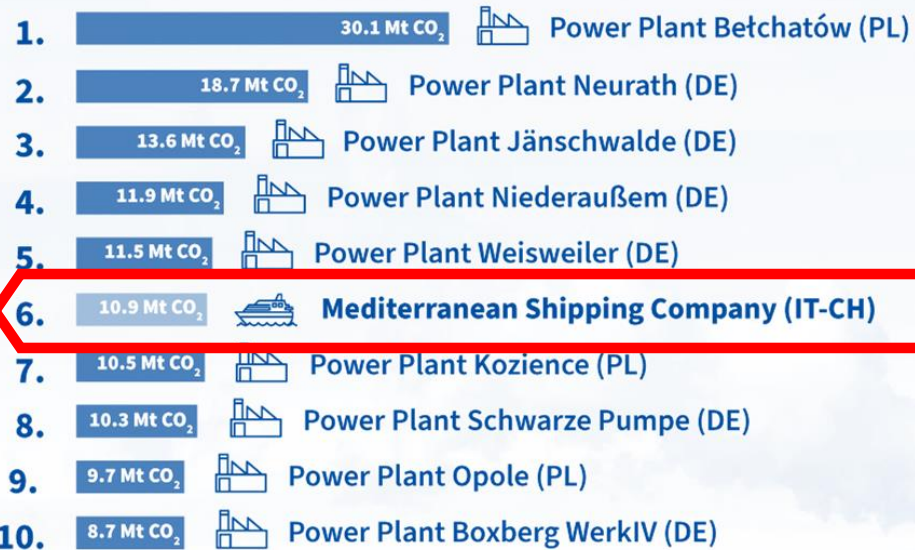 1. 30.1 Mt CO₂ Power Plant Bełchatów (PL)
2. 18.7 Mt CO₂ Power Plant Neurath (DE)
3. 13.6 Mt CO₂ Power Plant Jänschwalde (DE)
4. 11.9 Mt CO₂ Power Plant Niederaußem (DE)
5. 11.5 Mt CO₂ Power Plant Weisweiler (DE)
6. 10.9 Mt CO₂ Mediterranean Shipping Company (IT-CH)
7. 10.5 Mt CO₂ Power Plant Kozience (PL)
8. 10.3 Mt CO₂ Power Plant Schwarze Pumpe (DE)
9. 9.7 Mt CO₂ Power Plant Opole (PL)
10. 8.7 Mt CO₂ Power Plant Boxberg WerkIV (DE)